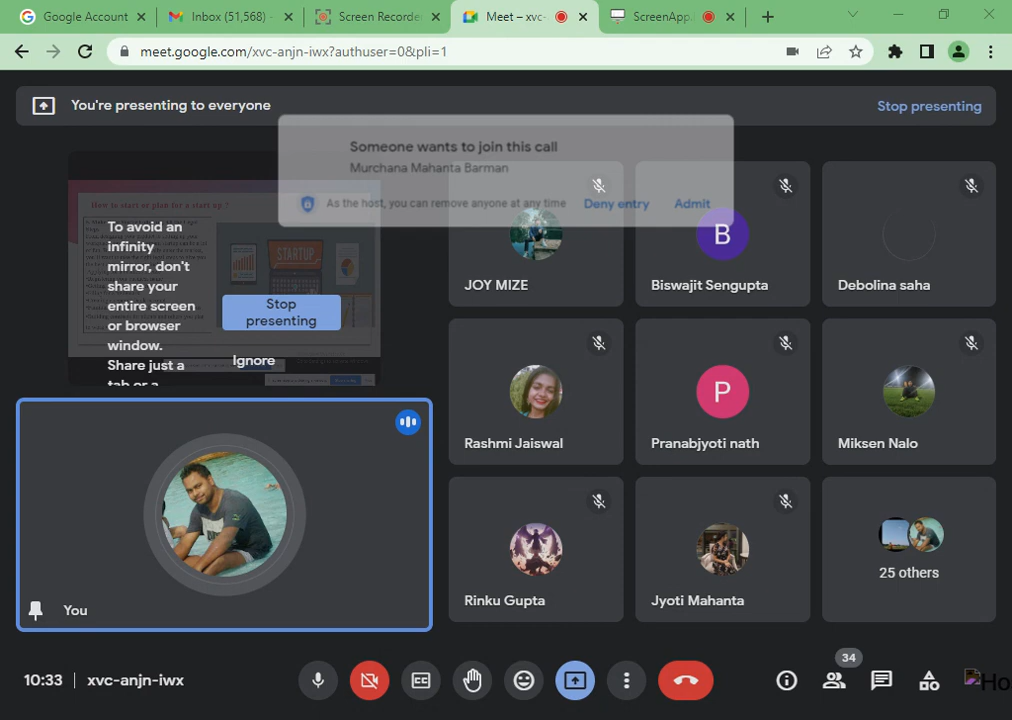 Google Account
Inbox (51,568)
Screen Recorder
Meet – xvc-
ScreenApp.
meet.google.com/xvc-anjn-iwx?authuser=0&pli=1
You're presenting to everyone
Stop presenting
Someone wants to join this call
Murchana Mahanta Barman
As the host, you can remove anyone at any time
Deny entry
Admit
How to start or plan for a start up ?
STARTUP
To avoid an
infinity
mirror, don't
share your
entire screen
or browser
window.
Share just a
tab or a
Stop
presenting
Ignore
JOY MIZE
B
Biswajit Sengupta
Debolina saha
Rashmi Jaiswal
P
Pranabjyoti nath
Miksen Nalo
You
Rinku Gupta
Jyoti Mahanta
25 others
10:33
xvc-anjn-iwx
34